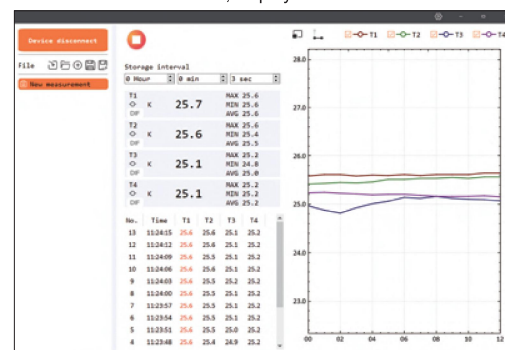 Device disconnect
T1 T2 T3 T4
File
New measurement
Storage interval
0 Hour 0 min 3 sec
T1 MAX 25.6
K 25.7 MIN 25.6
DIF AVG 25.6
T2 MAX 25.6
K 25.6 MIN 25.4
DIF AVG 25.5
T3 MAX 25.2
K 25.1 MIN 24.8
DIF AVG 25.0
T4 MAX 25.2
K 25.1 MIN 25.2
DIF AVG 25.2
No. Time T1 T2 T3 T4
13 11:24:15 25.6 25.6 25.1 25.2
12 11:24:12 25.6 25.6 25.1 25.2
11 11:24:09 25.6 25.5 25.1 25.2
10 11:24:06 25.6 25.6 25.1 25.2
9 11:24:03 25.6 25.5 25.2 25.2
8 11:24:00 25.6 25.5 25.1 25.2
7 11:23:57 25.6 25.5 25.1 25.2
6 11:23:54 25.6 25.5 25.1 25.2
5 11:23:51 25.6 25.5 25.0 25.2
4 11:23:48 25.6 25.4 24.9 25.2
28.0
27.0
26.0
25.0
24.0
23.0
00 02 04 06 08 10 12